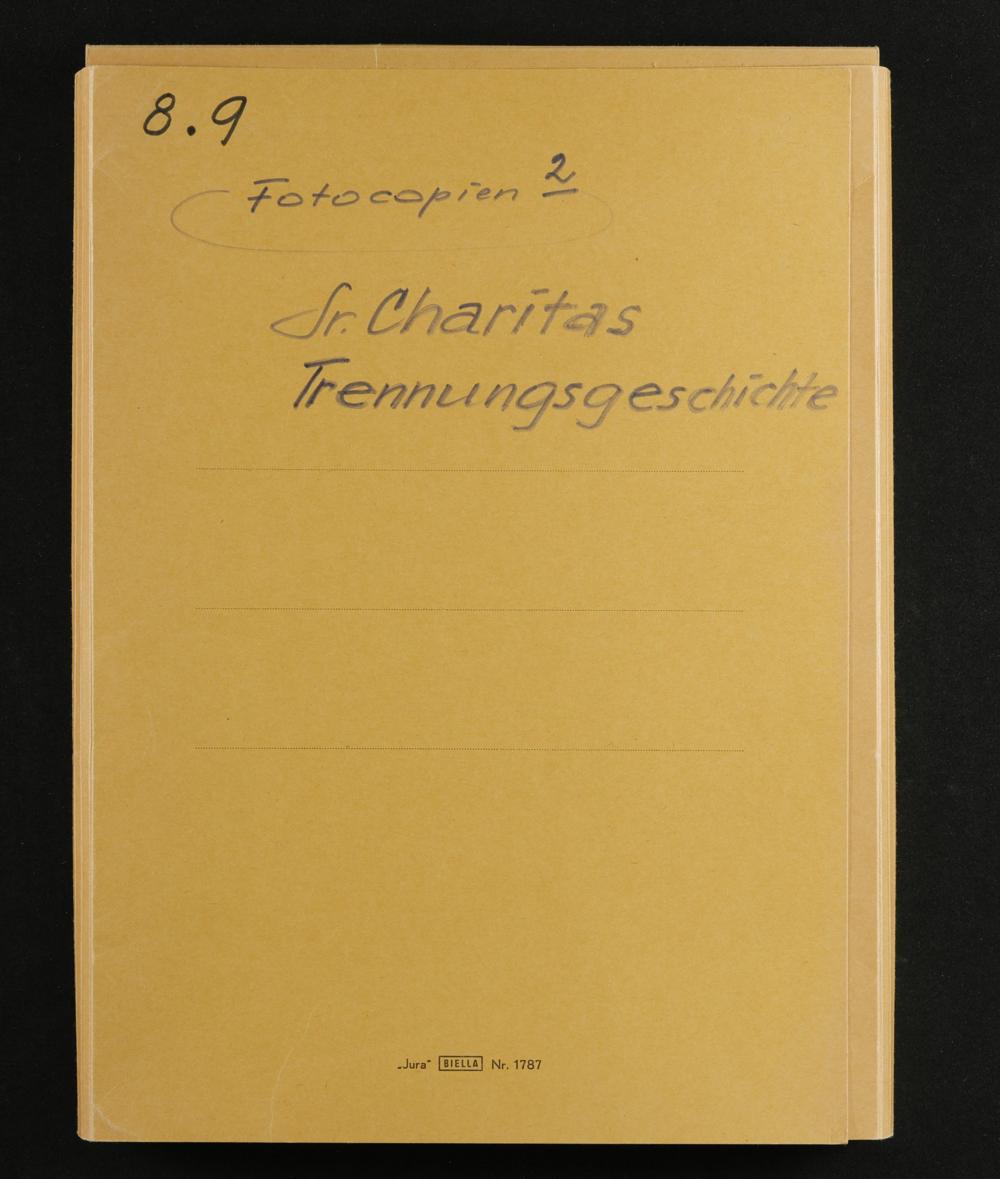 8.9
Fotocopien 2
Sr. Charitas
Trennungsgeschichte
„Jura“ BIELLA Nr. 1787